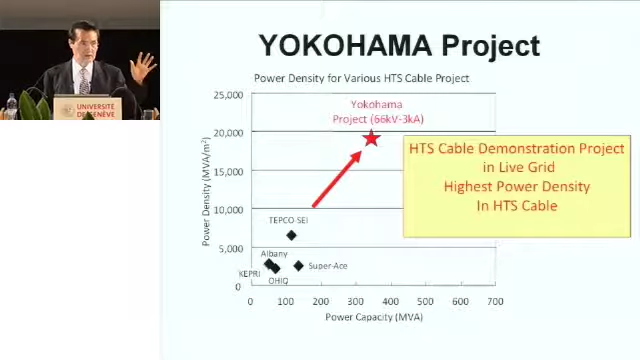 YOKOHAMA Project
Power Density for Various HTS Cable Project
Yokohama
Project (66kV-3kA)
HTS Cable Demonstration Project
in Live Grid
Highest Power Density
In HTS Cable
25,000
20,000
15,000
10,000
5,000
0
Power Density (MVA/m²)
TEPCO-SEI
Albany
KEPRI
OHIO
Super-Ace
0 100 200 300 400 500 600 700
Power Capacity (MVA)
UNIVERSITÉ
DE GENÈVE